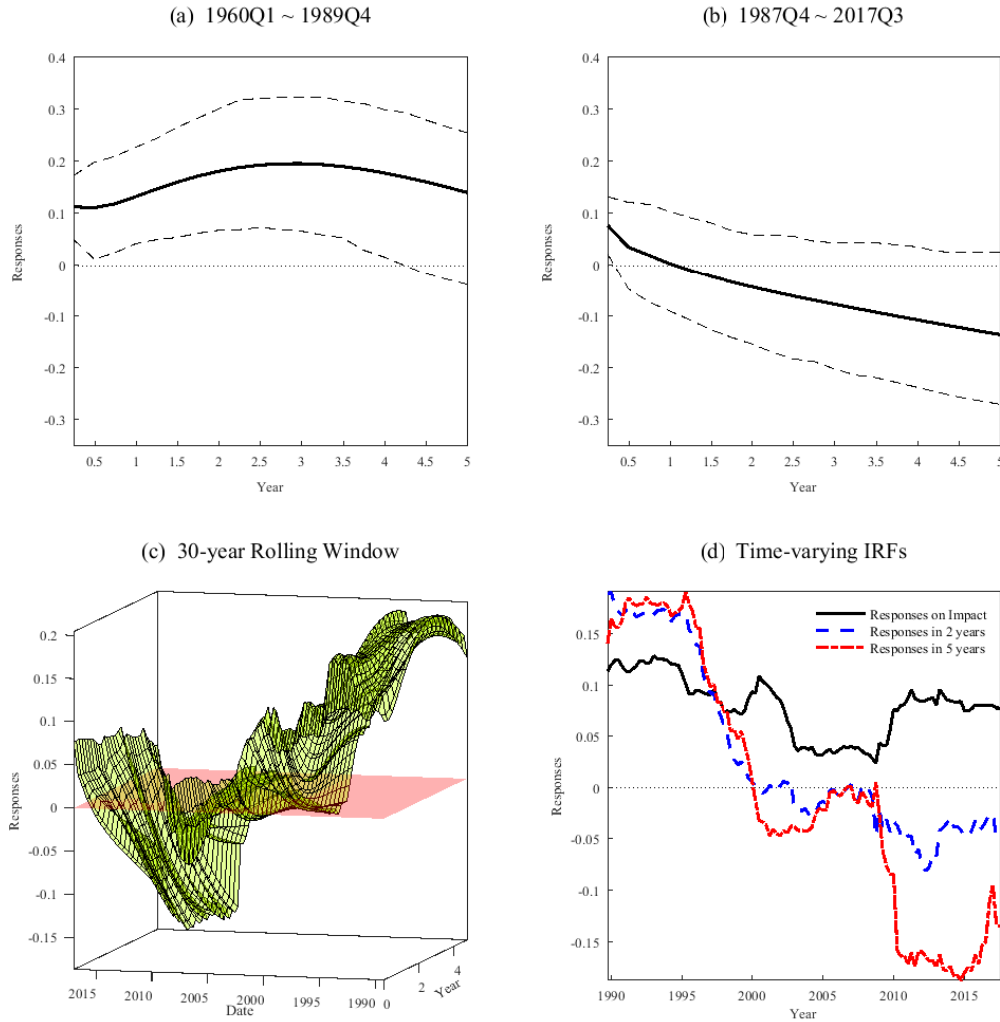 (a) 1960Q1 ~ 1989Q4
0.4
0.3
0.2
0.1
0
-0.1
-0.2
-0.3
Responses
0.5 1 1.5 2 2.5 3 3.5 4 4.5 5
Year
(b) 1987Q4 ~ 2017Q3
0.4
0.3
0.2
0.1
0
-0.1
-0.2
-0.3
Responses
0.5 1 1.5 2 2.5 3 3.5 4 4.5 5
Year
(c) 30-year Rolling Window
0.2
0.15
0.1
0.05
0
-0.05
-0.1
-0.15
Responses
2015 2010 2005 2000 1995 1990
Date
0 2 4
Year
(d) Time-varying IRFs
Responses on Impact
Responses in 2 years
Responses in 5 years
0.15
0.1
0.05
0
-0.05
-0.1
-0.15
Responses
1990 1995 2000 2005 2010 2015
Year